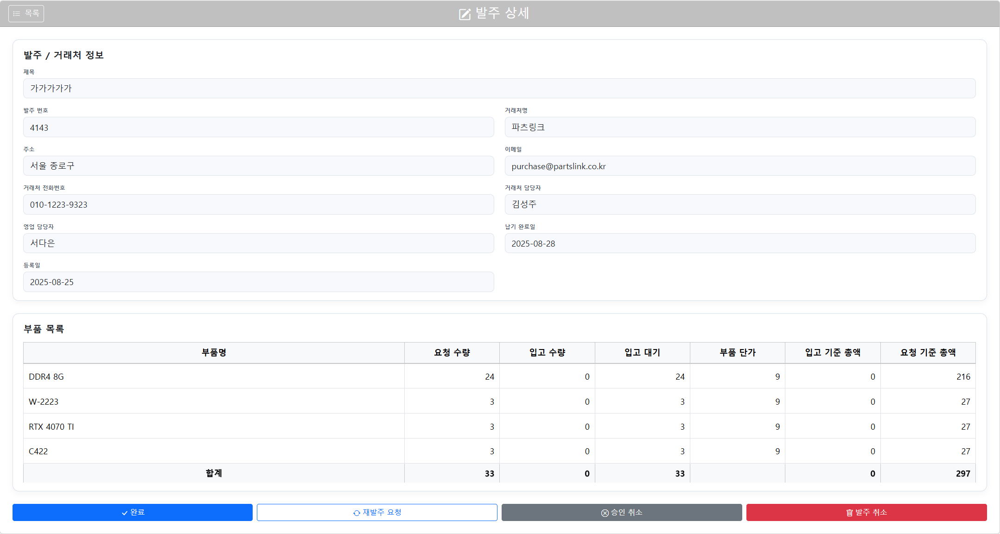 목록
발주 상세
발주 / 거래처 정보
제목
가가가가가
발주 번호
거래처명
4143
파츠링크
주소
이메일
서울 종로구
purchase@partslink.co.kr
거래처 전화번호
거래처 담당자
010-1223-9323
김성주
영업 담당자
납기 완료일
서다은
2025-08-28
등록일
2025-08-25
부품 목록
부품명 요청 수량 입고 수량 입고 대기 부품 단가 입고 기준 총액 요청 기준 총액
DDR4 8G 24 0 24 9 0 216
W-2223 3 0 3 9 0 27
RTX 4070 TI 3 0 3 9 0 27
C422 3 0 3 9 0 27
합계 33 0 33 0 297
완료 재발주 요청 승인 취소 발주 취소